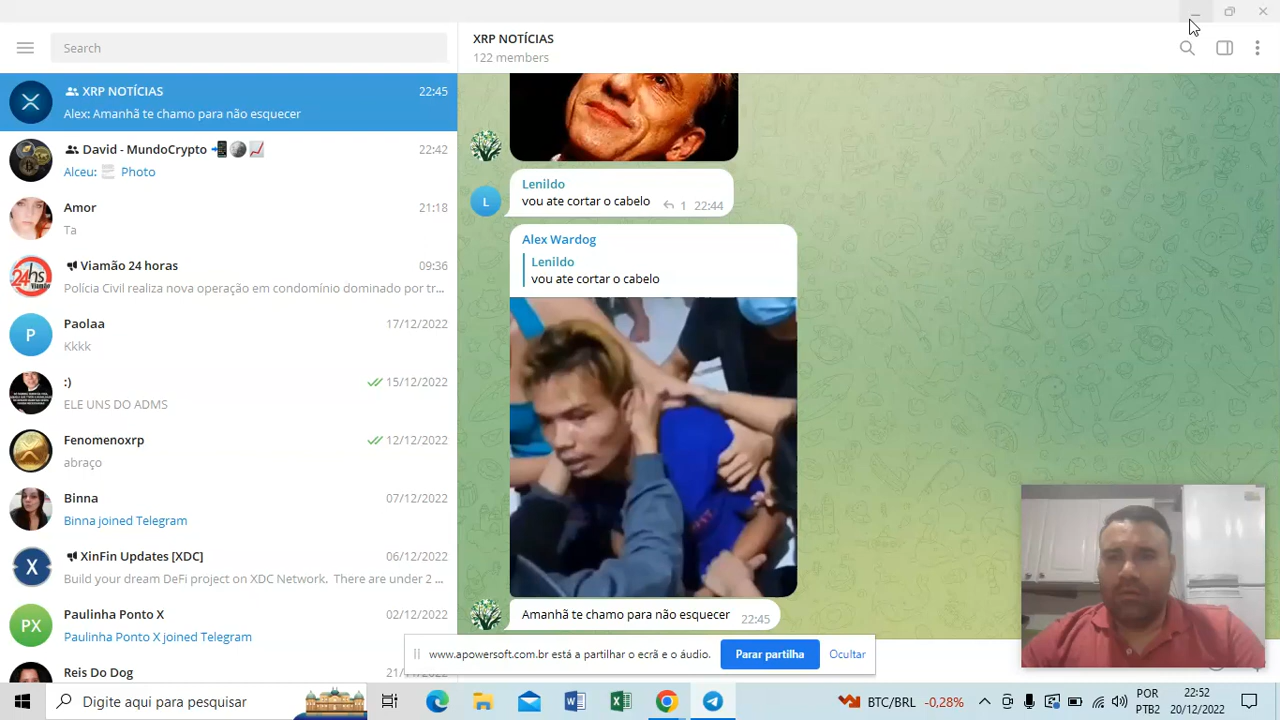 Search
XRP NOTÍCIAS 22:45
Alex: Amanhã te chamo para não esquecer
David - MundoCrypto 22:42
Alceu: Photo
Amor 21:18
Ta
24hs Viamão
Viamão 24 horas 09:36
Polícia Civil realiza nova operação em condomínio dominado por tr...
P
Paolaa 17/12/2022
Kkkk
:) 15/12/2022
ELE UNS DO ADMS
Fenomenoxrp 12/12/2022
abraço
Binna 07/12/2022
Binna joined Telegram
X
XinFin Updates [XDC] 06/12/2022
Build your dream DeFi project on XDC Network. There are under 2 ...
PX
Paulinha Ponto X 02/12/2022
Paulinha Ponto X joined Telegram
Reis Do Dog
XRP NOTÍCIAS
122 members
L
Lenildo
vou ate cortar o cabelo 1 22:44
Alex Wardog
Lenildo
vou ate cortar o cabelo
Amanhã te chamo para não esquecer 22:45
www.apowersoft.com.br está a partilhar o ecrã e o áudio. Parar partilha Ocultar
Digite aqui para pesquisar
BTC/BRL -0,28%
POR
PTB2
22:52
20/12/2022